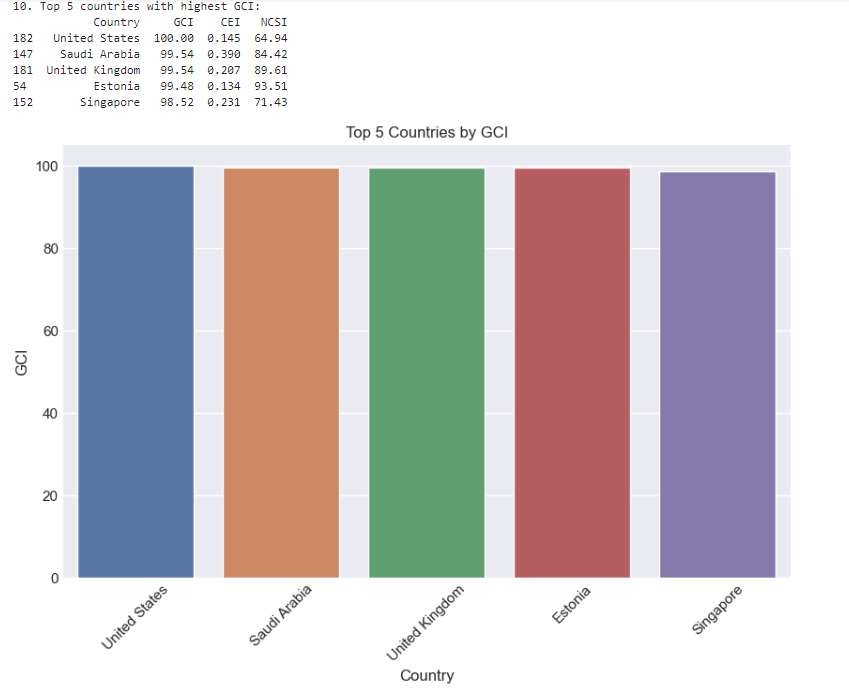 10. Top 5 countries with highest GCI:
Country GCI CEI NCSI
182 United States 100.00 0.145 64.94
147 Saudi Arabia 99.54 0.390 84.42
181 United Kingdom 99.54 0.207 89.61
54 Estonia 99.48 0.134 93.51
152 Singapore 98.52 0.231 71.43
Top 5 Countries by GCI
100
80
60
40
20
0
GCI
United States
Saudi Arabia
United Kingdom
Estonia
Singapore
Country